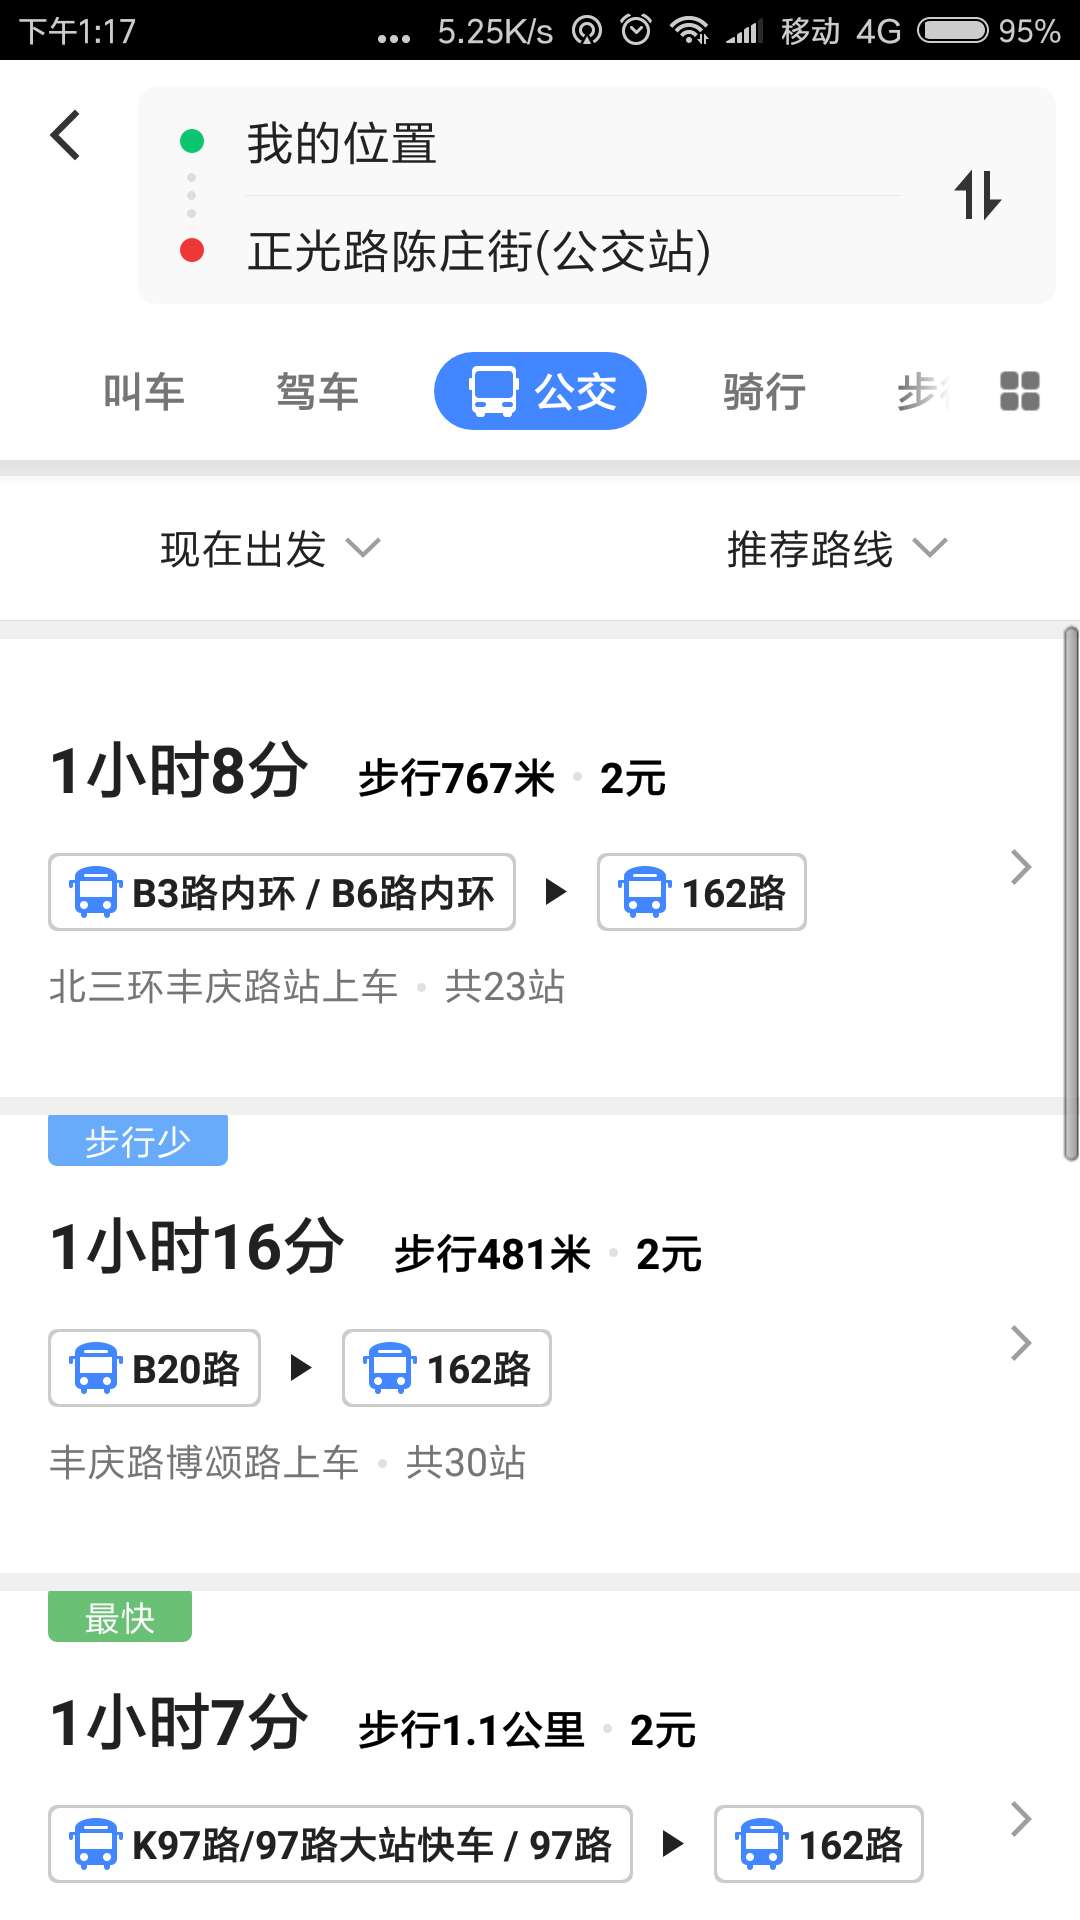 下午1:17 ... 5.25K/s 移动 4G 95%
我的位置
正光路陈庄街(公交站)
叫车 驾车 公交 骑行 步
现在出发 推荐路线
1小时8分 步行767米 · 2元
B3路内环 / B6路内环 162路
北三环丰庆路站上车 · 共23站
步行少
1小时16分 步行481米 · 2元
B20路 162路
丰庆路博颂路上车 · 共30站
最快
1小时7分 步行1.1公里 · 2元
K97路/97路大站快车 / 97路 162路